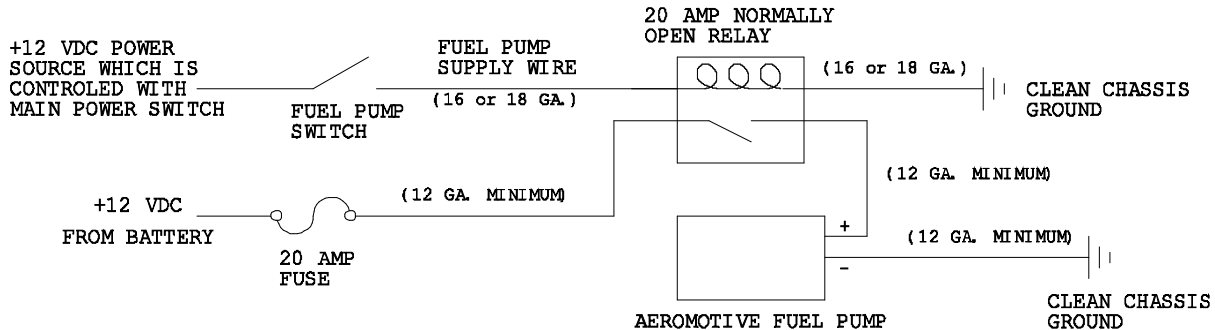 20 AMP NORMALLY
OPEN RELAY
+12 VDC POWER
SOURCE WHICH IS
CONTROLED WITH
MAIN POWER SWITCH
FUEL PUMP
SWITCH
FUEL PUMP
SUPPLY WIRE
(16 or 18 GA.)
(16 or 18 GA.)
CLEAN CHASSIS
GROUND
+12 VDC
FROM BATTERY
20 AMP
FUSE
(12 GA. MINIMUM)
(12 GA. MINIMUM)
+
-
(12 GA. MINIMUM)
CLEAN CHASSIS
GROUND
AEROMOTIVE FUEL PUMP